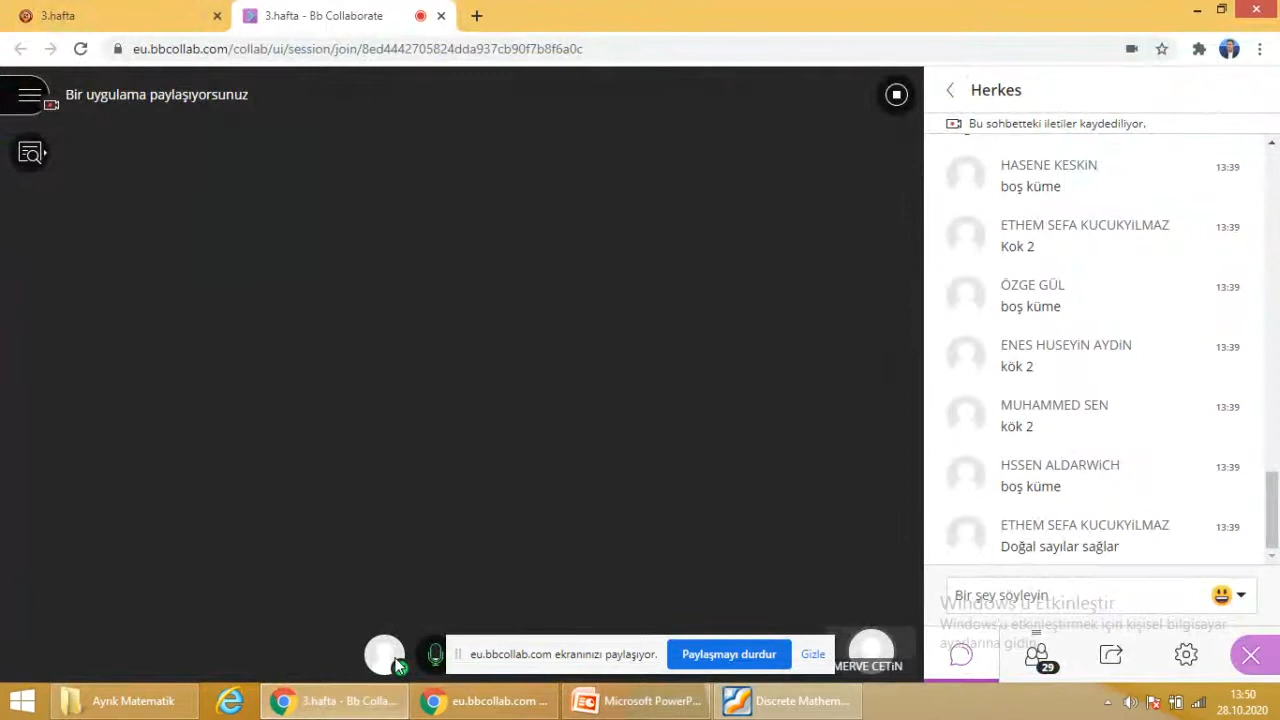 3.hafta
3.hafta - Bb Collaborate
eu.bbcollab.com/collab/ui/session/join/8ed4442705824dda937cb90f7b8f6a0c
Bir uygulama paylaşıyorsunuz
Herkes
Bu sohbetteki iletiler kaydediliyor.
HASENE KESKiN
13:39
boş küme
ETHEM SEFA KUCUKYiLMAZ
13:39
Kok 2
ÖZGE GÜL
13:39
boş küme
ENES HUSEYiN AYDiN
13:39
kök 2
MUHAMMED SEN
13:39
kök 2
HSSEN ALDARWiCH
13:39
boş küme
ETHEM SEFA KUCUKYiLMAZ
13:39
Doğal sayılar sağlar
Bir şey söyleyin
Windows'u Etkinleştir
Windows'u etkinleştirmek için kişisel bilgisayar
ayarlarına gidin.
eu.bbcollab.com ekranınızı paylaşıyor.
Paylaşmayı durdur
Gizle
MERVE CETiN
29
Ayrık Matematik
3.hafta - Bb Colla...
eu.bbcollab.com ...
Microsoft PowerP...
Discrete Mathem...
13:50
28.10.2020